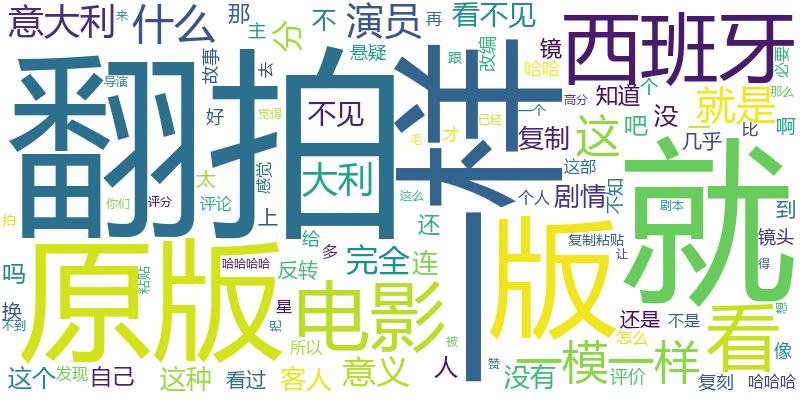 意大利
什么
那
来
主
分
不
演员
再
看不见
西班牙
翻拍
一样
故事
去
悬疑
跟
改编
镜
哈哈
个
必要
那么
导演
好
觉得
不见
高分
知道
就是
一个
没
一
比
啊
太
感觉
毛
才
已经
复制
这
吧
几乎
大利
这部
就
你们
评分
评论
上
这么
个人
剧情
不知
剧本
到
拍
给
还
版
复制粘贴
让
镜头
原版
哈哈哈哈
多
完全
连
得
吗
粘贴
反转
电影
换
星
把
还是
不是
看
想
不到
所以
被
怎么
像
一模一样
这个
发现
自己
这种
看过
客人
意义
人
赞
没有
评价
复刻
哈哈哈